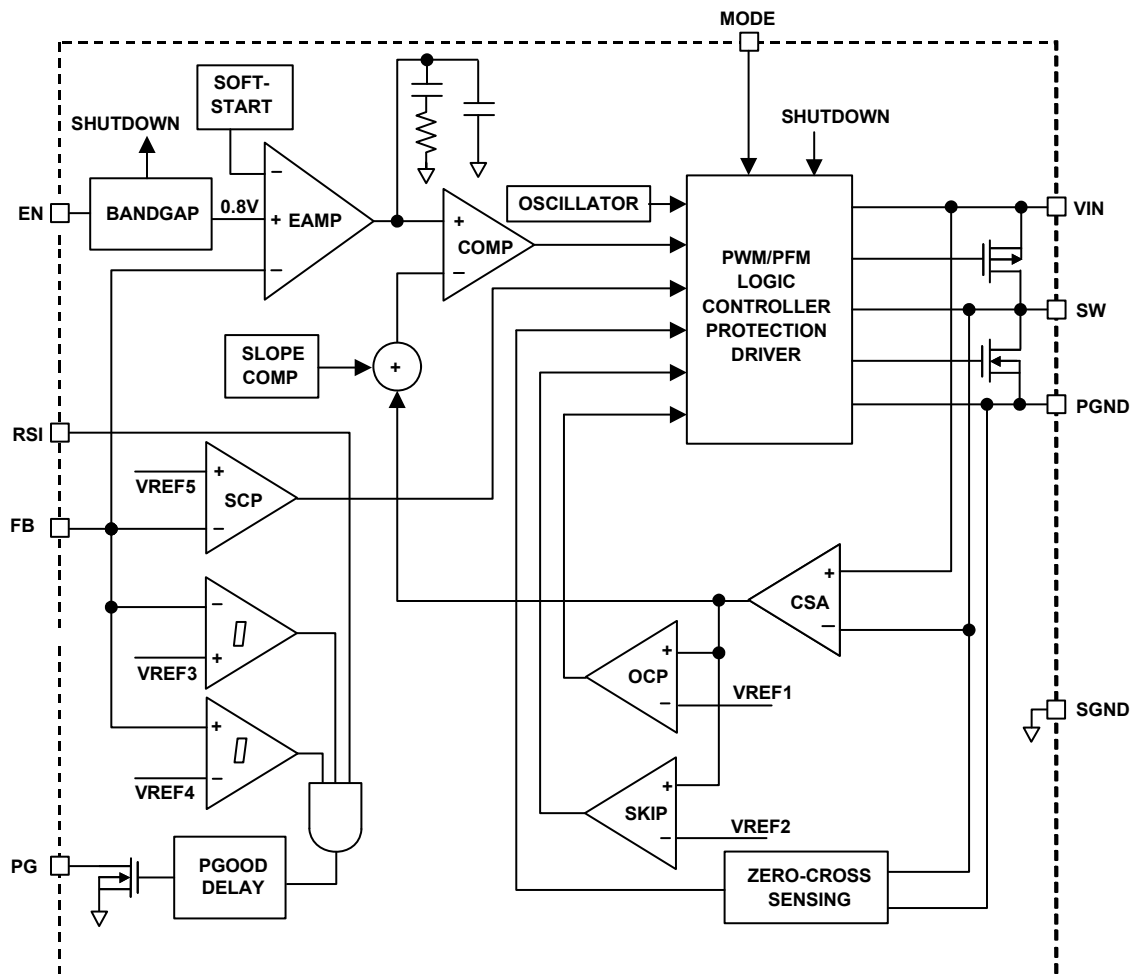 MODE
SOFT-
START
SHUTDOWN
SHUTDOWN
EN
BANDGAP
0.8V
−
+
−
EAMP
+
−
COMP
OSCILLATOR
PWM/PFM
LOGIC
CONTROLLER
PROTECTION
DRIVER
VIN
SW
PGND
SLOPE
COMP
+
RSI
VREF5
+
−
SCP
FB
−
+
VREF3
+
−
VREF4
CSA
+
−
OCP
+
−
VREF1
SGND
SKIP
+
−
VREF2
PG
PGOOD
DELAY
ZERO-CROSS
SENSING